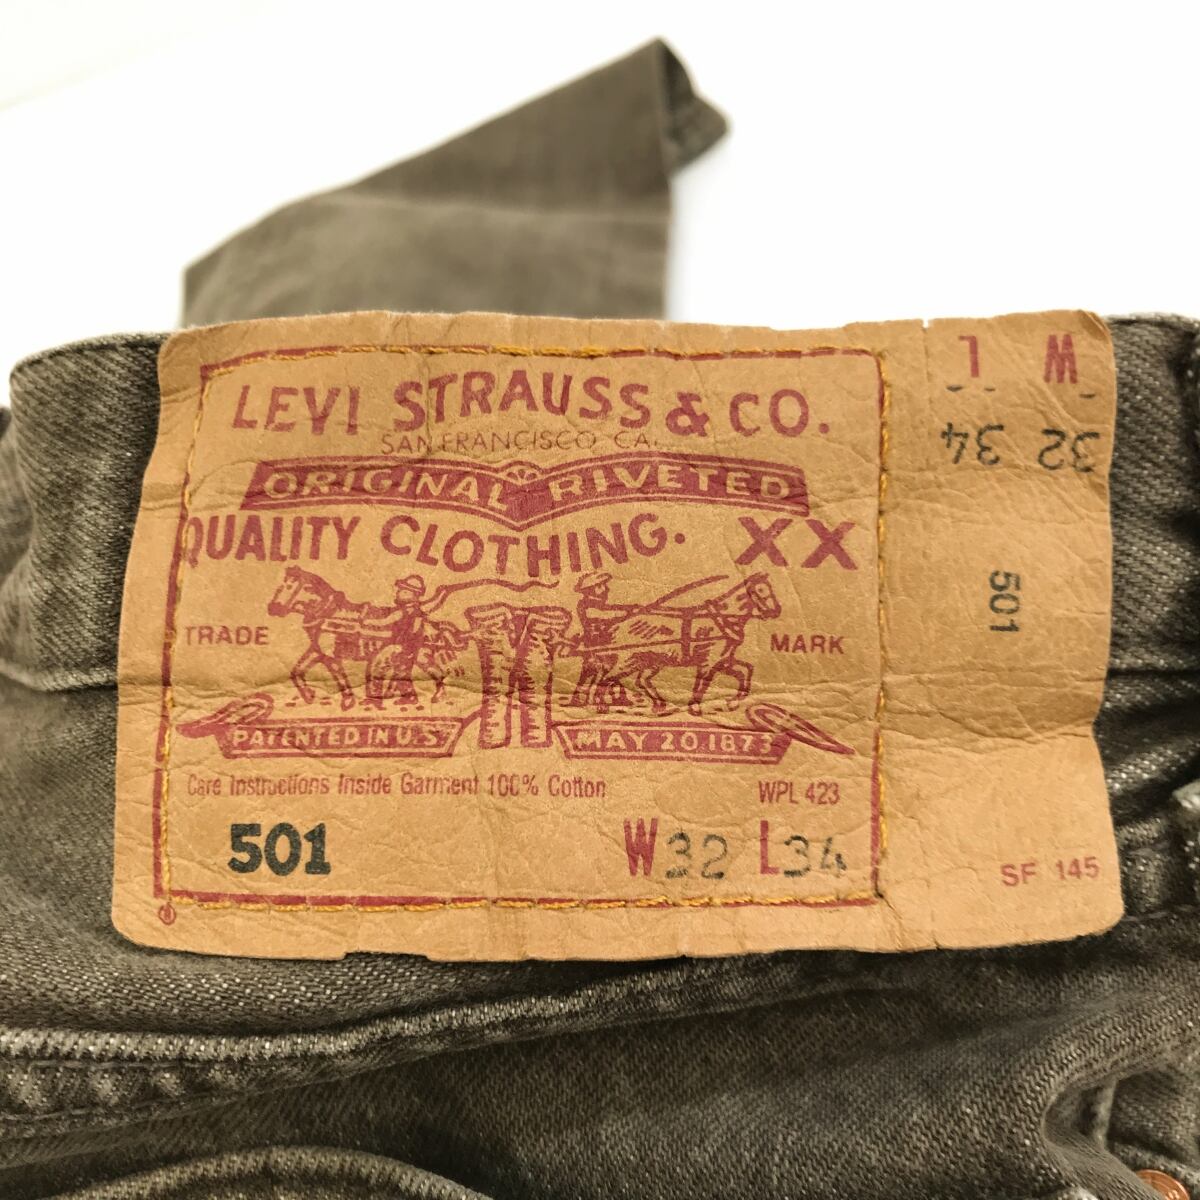 LEVI STRAUSS & CO.
SAN FRANCISCO CA.
ORIGINAL RIVETED
QUALITY CLOTHING. XX
TRADE MARK
PATENTED IN U.S.
MAY 20.1873
Care Instructions Inside Garment 100% Cotton WPL 423
501 W32 L34
®
W L
32 34
501
SF 145